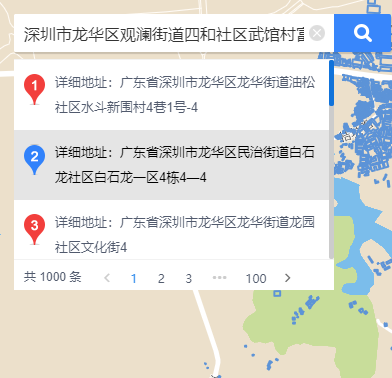 深圳市龙华区观澜街道四和社区武馆村富
1
详细地址：广东省深圳市龙华区龙华街道油松
社区水斗新围村4巷1号-4
2
详细地址：广东省深圳市龙华区民治街道白石
龙社区白石龙一区4栋4—4
3
详细地址：广东省深圳市龙华区龙华街道龙园
社区文化街4
共 1000 条 1 2 3 ••• 100